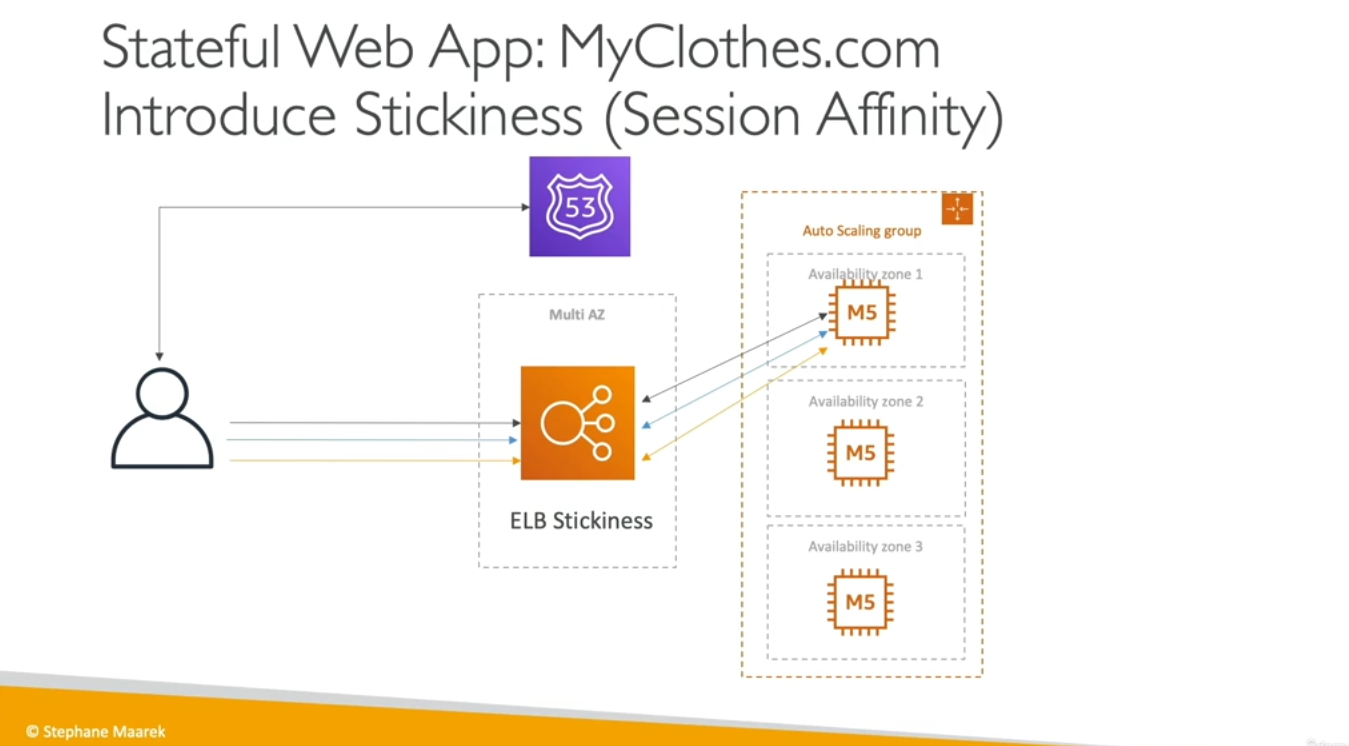 Stateful Web App: MyClothes.com
Introduce Stickiness (Session Affinity)
53
Auto Scaling group
Availability zone 1
M5
Multi AZ
Availability zone 2
M5
ELB Stickiness
Availability zone 3
M5
© Stephane Maarek